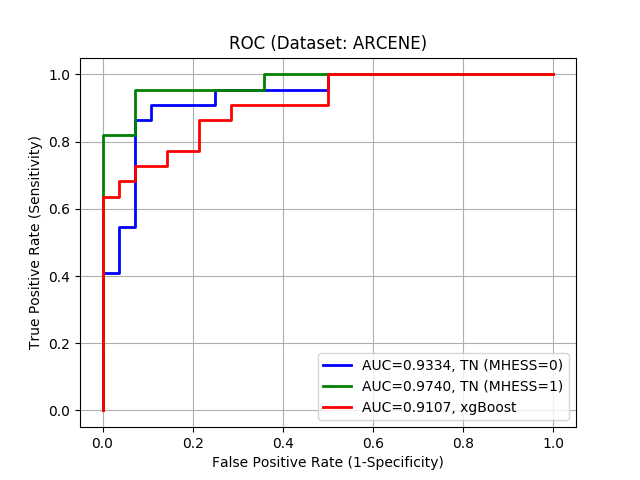 ROC (Dataset: ARCENE)
True Positive Rate (Sensitivity)
1.0
0.8
0.6
0.4
0.2
0.0
AUC=0.9334, TN (MHESS=0)
AUC=0.9740, TN (MHESS=1)
AUC=0.9107, xgBoost
0.0 0.2 0.4 0.6 0.8 1.0
False Positive Rate (1-Specificity)